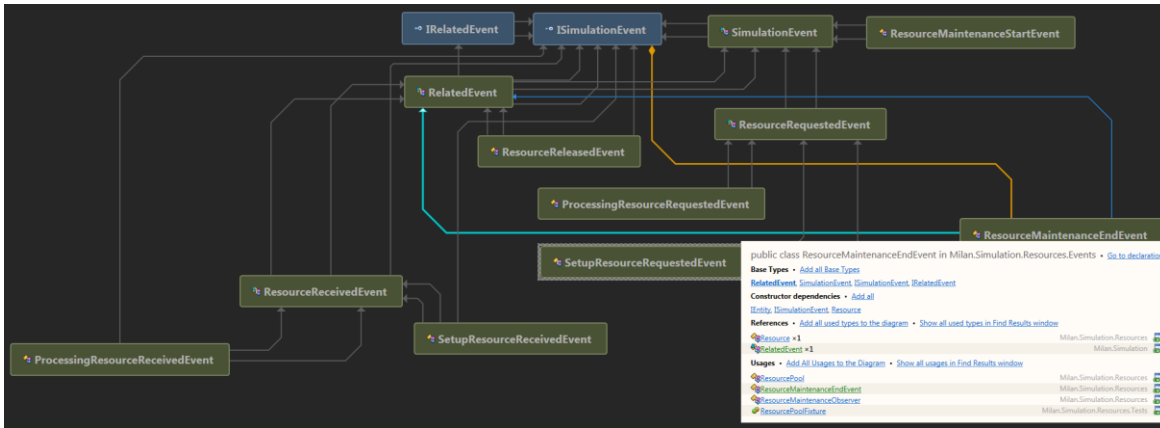 IRelatedEvent
ISimulationEvent
SimulationEvent
ResourceMaintenanceStartEvent
RelatedEvent
ResourceRequestedEvent
ResourceReleasedEvent
ProcessingResourceRequestedEvent
ResourceMaintenanceEndEvent
SetupResourceRequestedEvent
ResourceReceivedEvent
SetupResourceReceivedEvent
ProcessingResourceReceivedEvent
public class ResourceMaintenanceEndEvent in Milan.Simulation.Resources.Events • Go to declaration
Base Types • Add all Base Types
RelatedEvent, SimulationEvent, ISimulationEvent, IRelatedEvent
Constructor dependencies • Add all
IEntity, ISimulationEvent, Resource
References • Add all used types to the diagram • Show all used types in Find Results window
Resource ×1 Milan.Simulation.Resources
RelatedEvent ×1 Milan.Simulation
Usages • Add All Usages to the Diagram • Show all usages in Find Results window
ResourcePool Milan.Simulation.Resources
ResourceMaintenanceEndEvent Milan.Simulation.Resources
ResourceMaintenanceObserver Milan.Simulation.Resources
ResourcePoolFixture Milan.Simulation.Resources.Tests